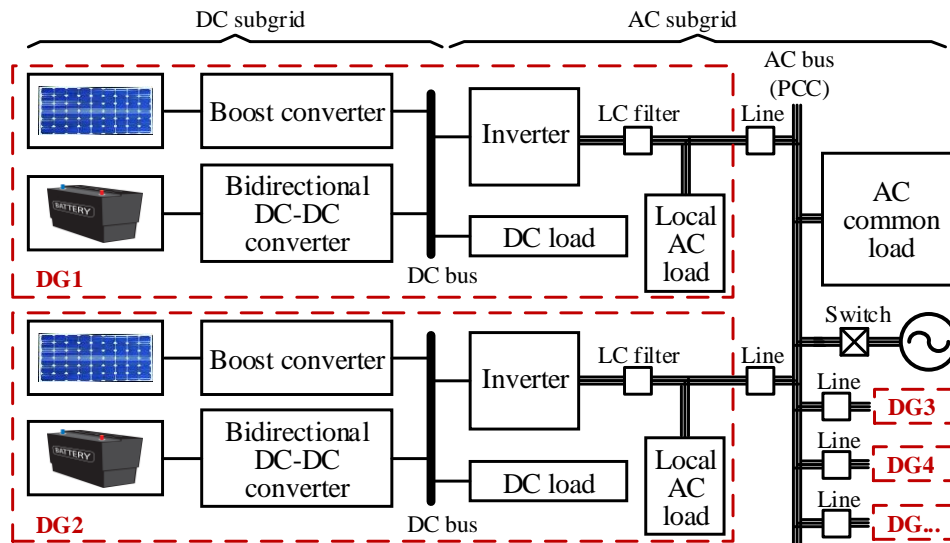 DC subgrid
AC subgrid
AC bus
(PCC)
Boost converter
Inverter
LC filter
Line
BATTERY
Bidirectional
DC-DC
converter
DC load
Local
AC
load
AC
common
load
DG1
DC bus
Switch
Boost converter
Inverter
LC filter
Line
Line
DG3
BATTERY
Bidirectional
DC-DC
converter
DC load
Local
AC
load
Line
DG4
Line
DG...
DG2
DC bus